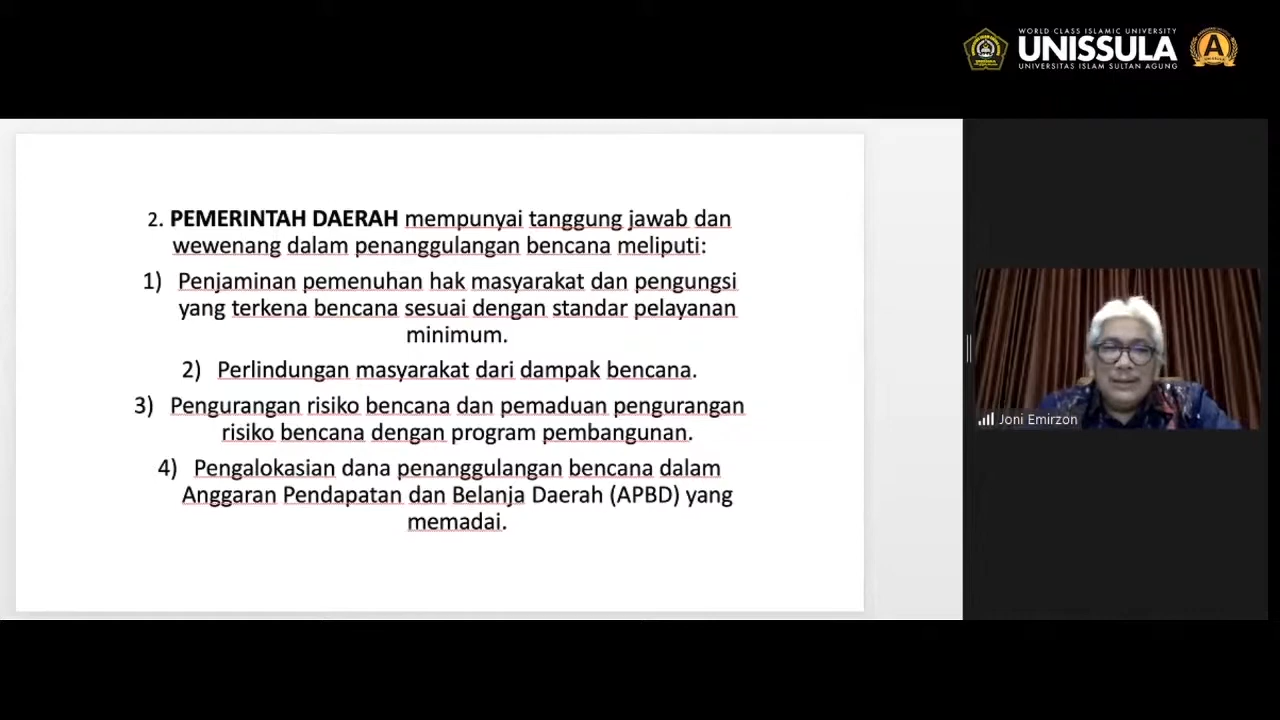 WORLD CLASS ISLAMIC UNIVERSITY
UNISSULA
UNIVERSITAS ISLAM SULTAN AGUNG
A
2. PEMERINTAH DAERAH mempunyai tanggung jawab dan
wewenang dalam penanggulangan bencana meliputi:
1) Penjaminan pemenuhan hak masyarakat dan pengungsi
yang terkena bencana sesuai dengan standar pelayanan
minimum.
2) Perlindungan masyarakat dari dampak bencana.
3) Pengurangan risiko bencana dan pemaduan pengurangan
risiko bencana dengan program pembangunan.
4) Pengalokasian dana penanggulangan bencana dalam
Anggaran Pendapatan dan Belanja Daerah (APBD) yang
memadai.
Joni Emirzon